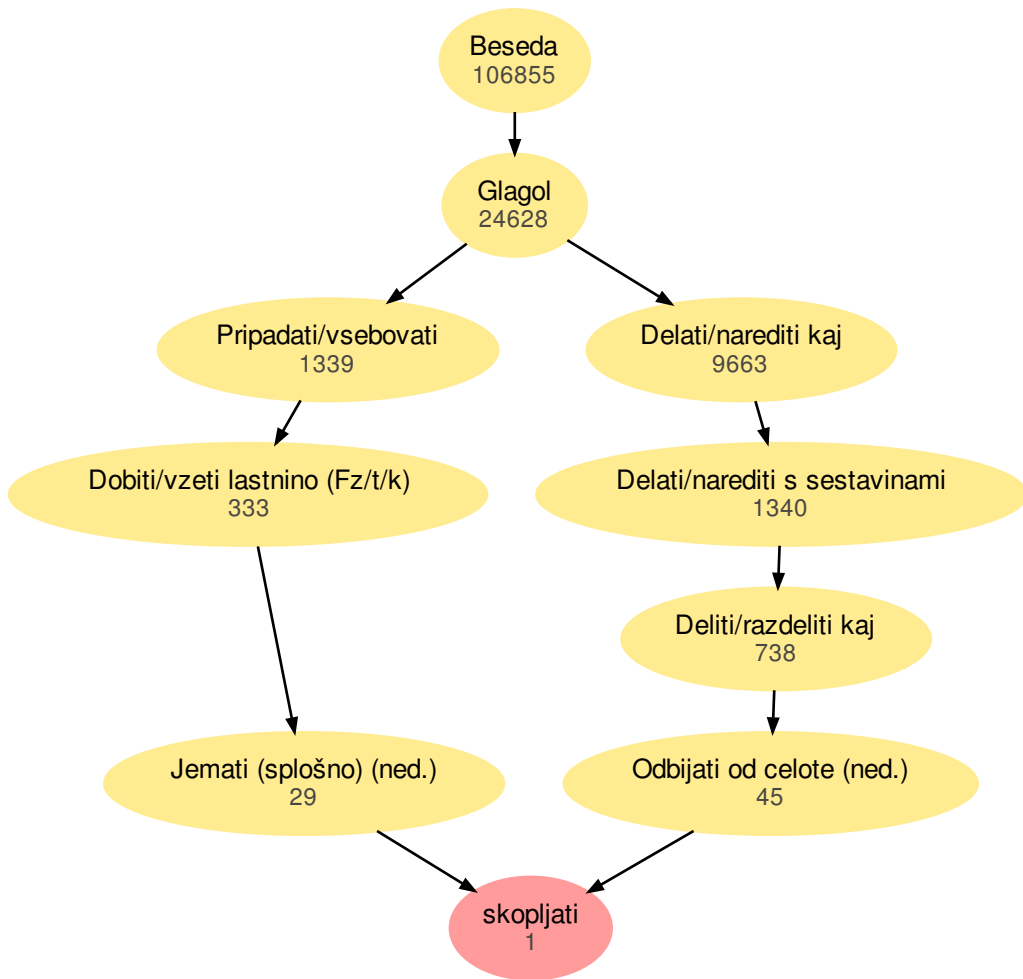 Beseda
106855
Glagol
24628
Pripadati/vsebovati
1339
Delati/narediti kaj
9663
Dobiti/vzeti lastnino (Fz/t/k)
333
Delati/narediti s sestavinami
1340
Deliti/razdeliti kaj
738
Jemati (splošno) (ned.)
29
Odbijati od celote (ned.)
45
skopljati
1